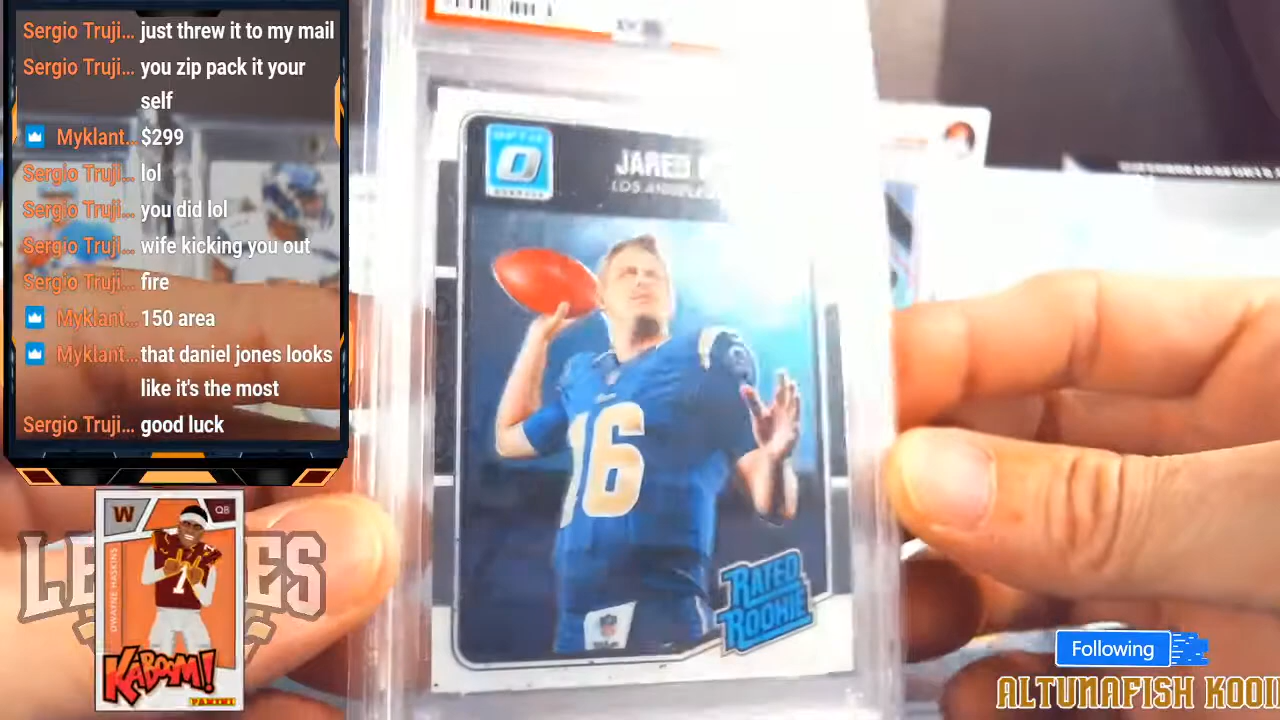 Sergio Truji... just threw it to my mail
Sergio Truji... you zip pack it your
self
Myklant... $299
Sergio Truji... lol
Sergio Truji... you did lol
Sergio Truji... wife kicking you out
Sergio Truji... fire
Myklant... 150 area
Myklant... that daniel jones looks
like it's the most
Sergio Truji... good luck
JARED
LOS ANGELES
16
RATED
ROOKIE
W
QB
DWAYNE HASKINS
7
KABOOM!
PANINI
Following
ALTUNAFISH KOOI